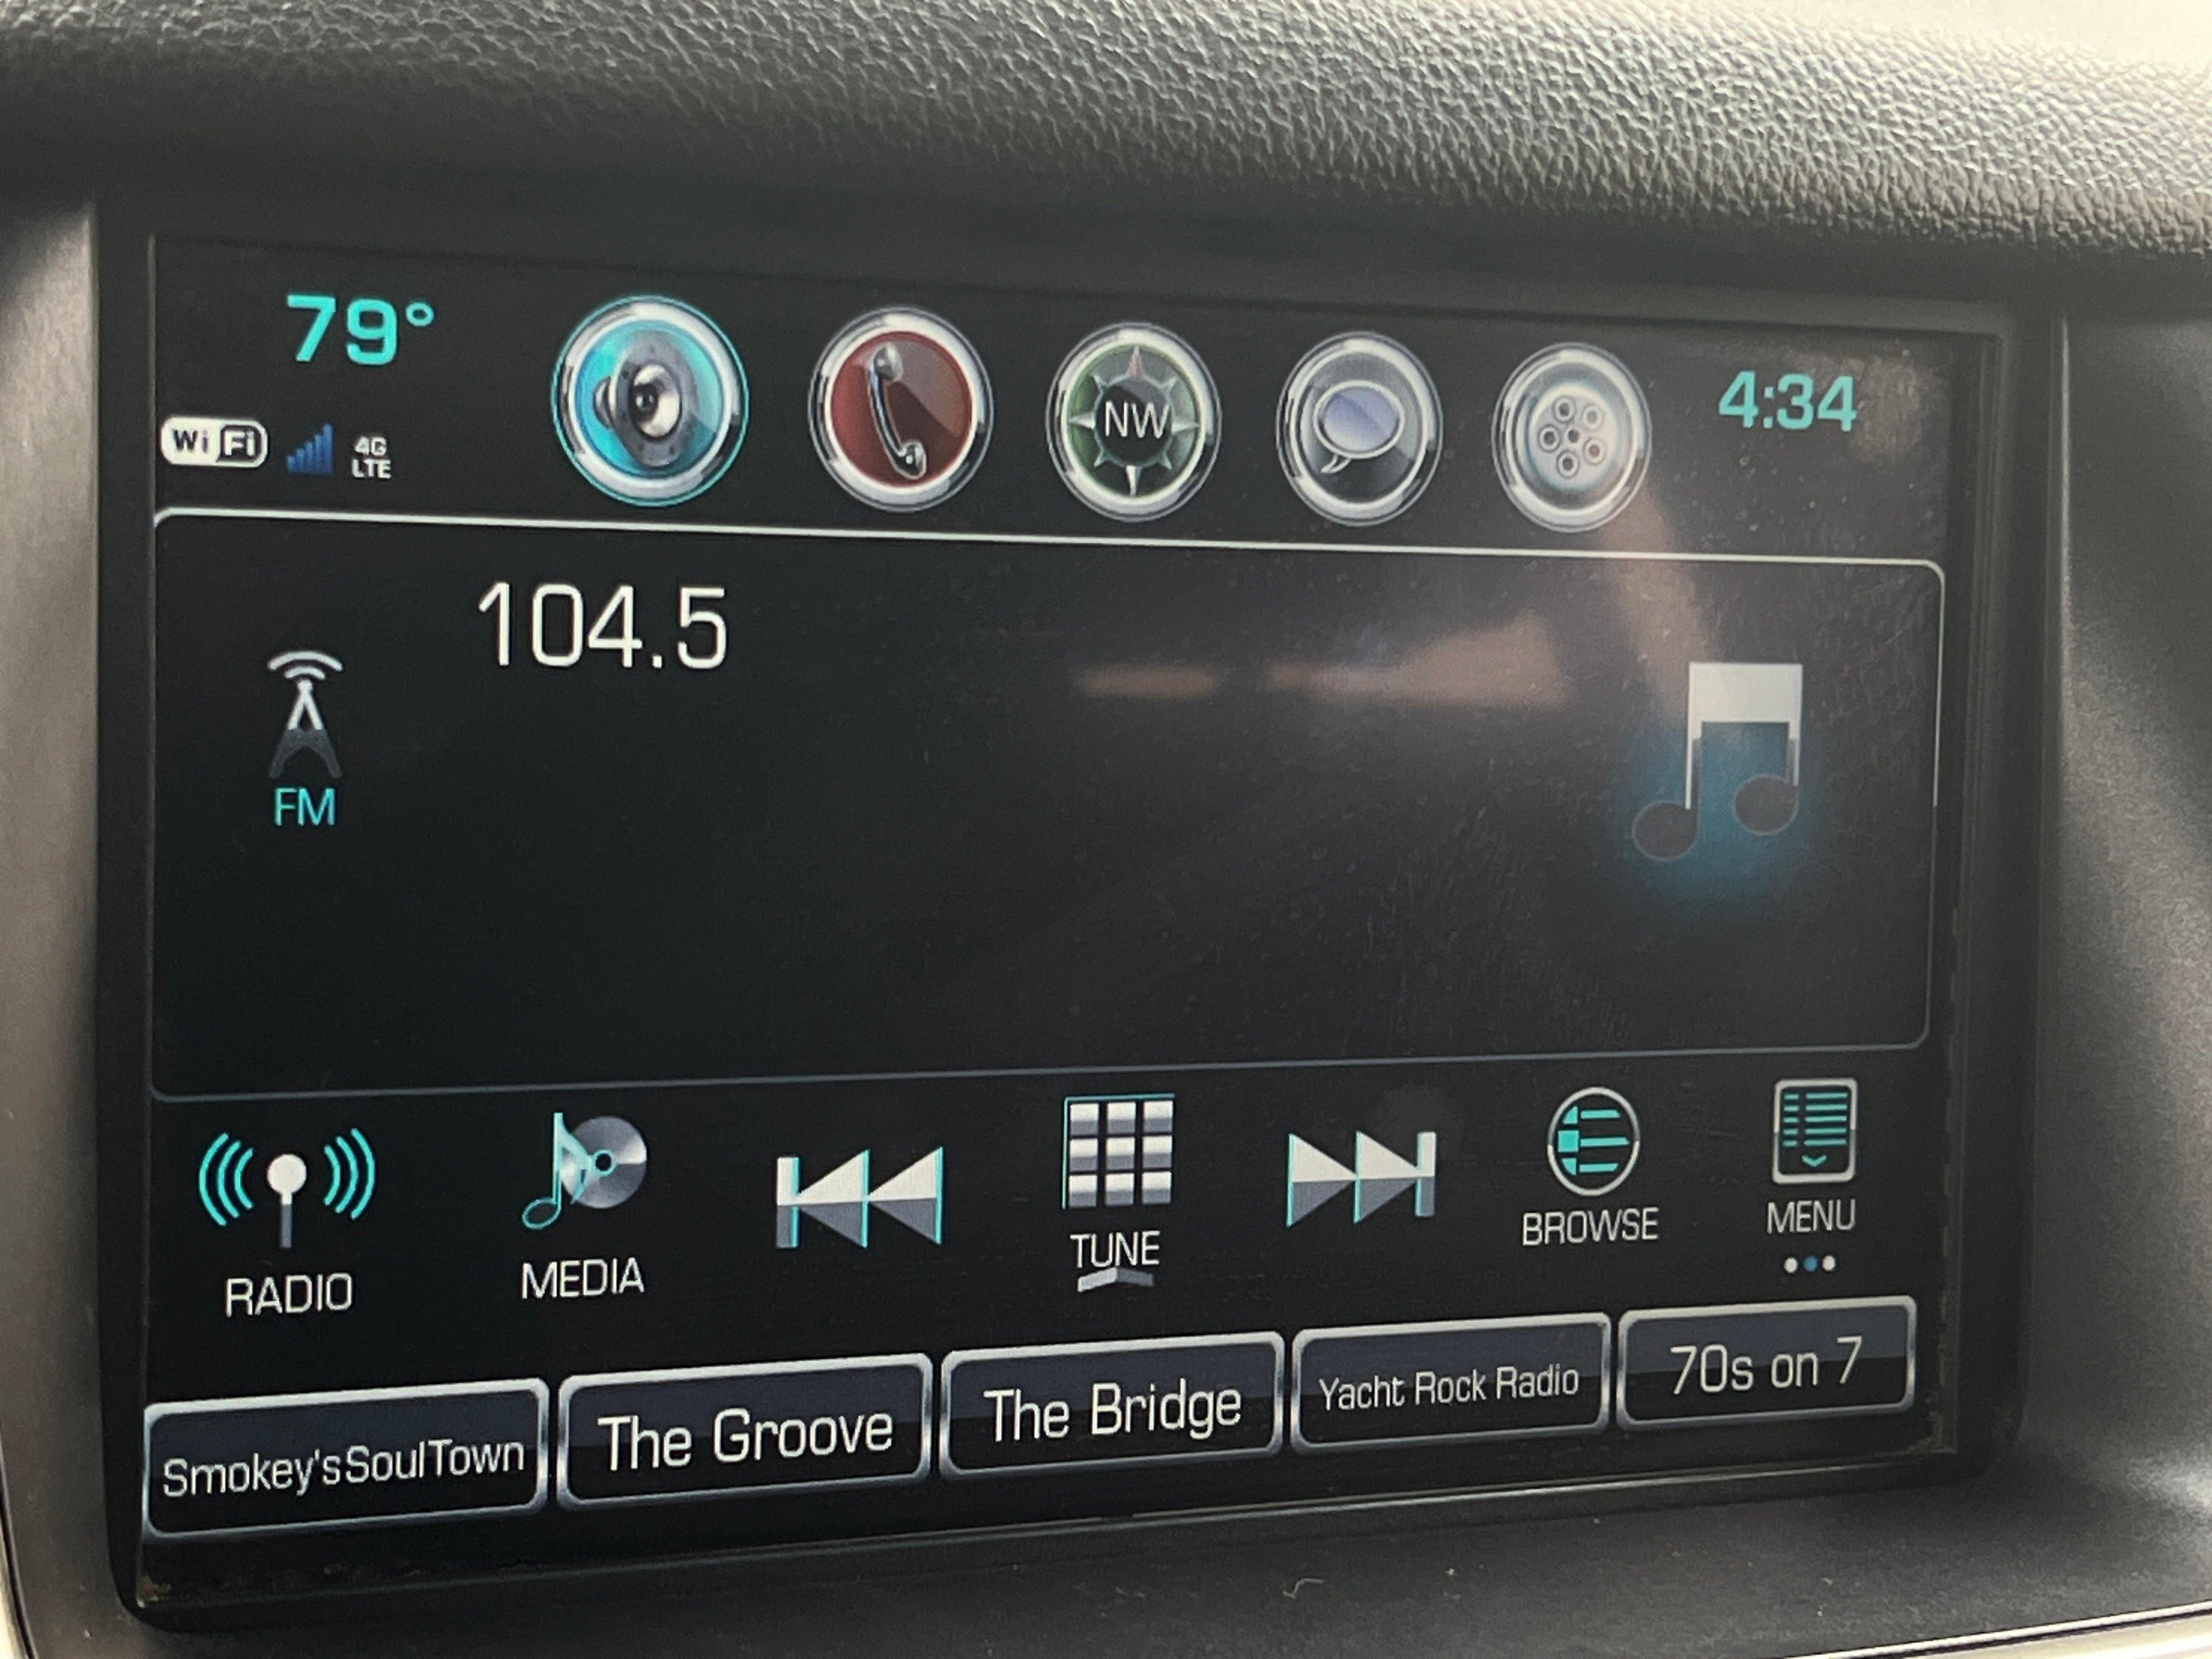 79°
4:34
WiFi
4G
LTE
NW
104.5
FM
RADIO
MEDIA
TUNE
BROWSE
MENU
Smokey'sSoulTown
The Groove
The Bridge
Yacht Rock Radio
70s on 7